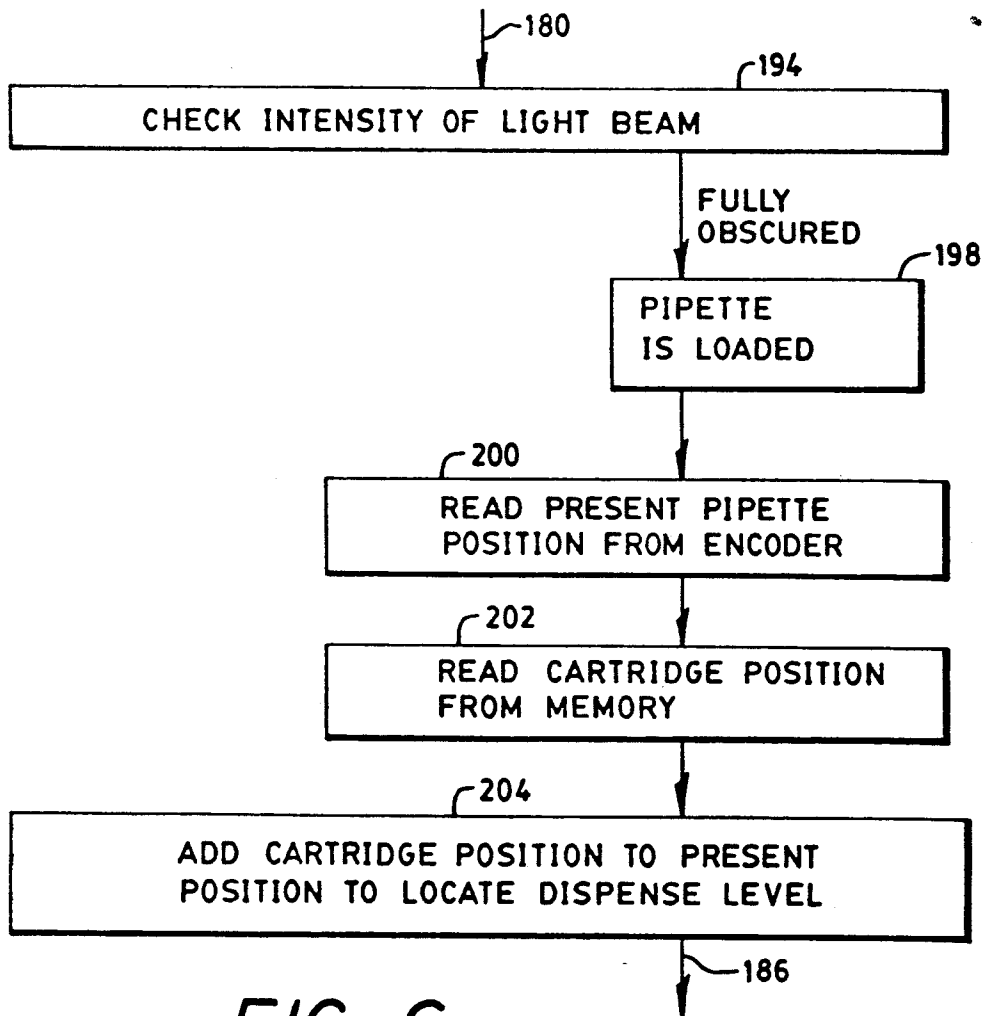 180
194
CHECK INTENSITY OF LIGHT BEAM
FULLY
OBSCURED
198
PIPETTE
IS LOADED
200
READ PRESENT PIPETTE
POSITION FROM ENCODER
202
READ CARTRIDGE POSITION
FROM MEMORY
204
ADD CARTRIDGE POSITION TO PRESENT
POSITION TO LOCATE DISPENSE LEVEL
186